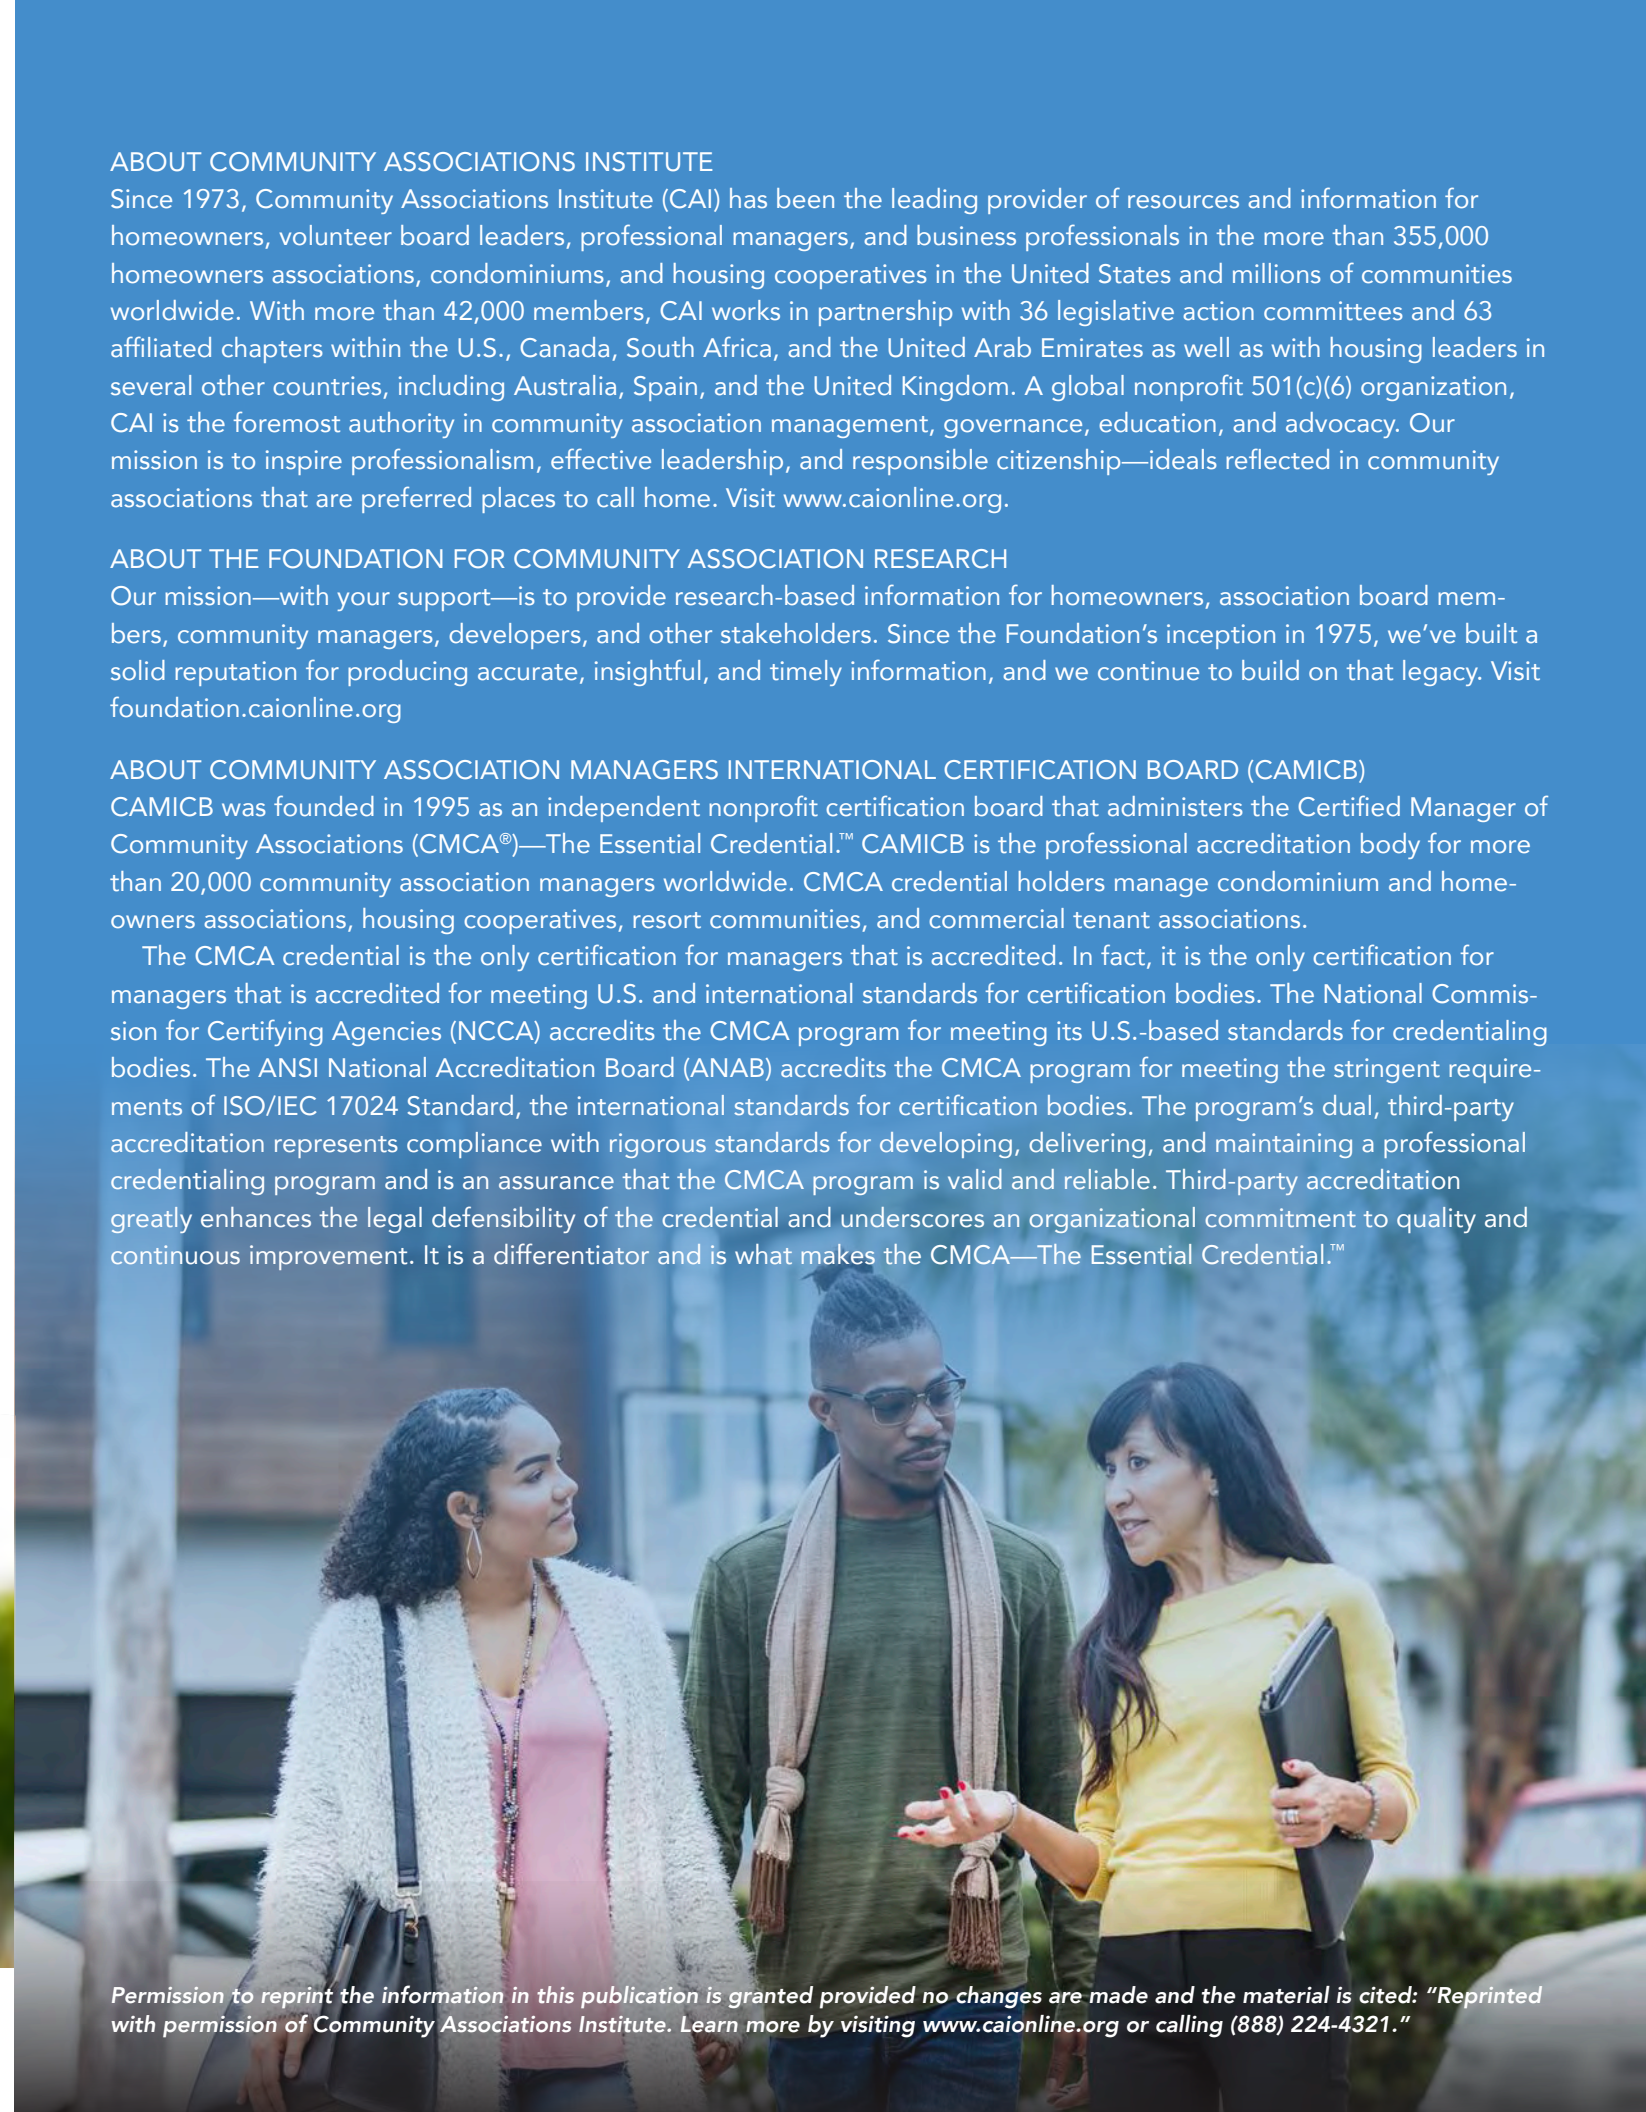 ABOUT COMMUNITY ASSOCIATIONS INSTITUTE
Since 1973, Community Associations Institute (CAI) has been the leading provider of resources and information for
homeowners, volunteer board leaders, professional managers, and business professionals in the more than 355,000
homeowners associations, condominiums, and housing cooperatives in the United States and millions of communities
worldwide. With more than 42,000 members, CAI works in partnership with 36 legislative action committees and 63
affiliated chapters within the U.S., Canada, South Africa, and the United Arab Emirates as well as with housing leaders in
several other countries, including Australia, Spain, and the United Kingdom. A global nonprofit 501(c)(6) organization,
CAI is the foremost authority in community association management, governance, education, and advocacy. Our
mission is to inspire professionalism, effective leadership, and responsible citizenship—ideals reflected in community
associations that are preferred places to call home. Visit www.caionline.org.
ABOUT THE FOUNDATION FOR COMMUNITY ASSOCIATION RESEARCH
Our mission—with your support—is to provide research-based information for homeowners, association board mem-
bers, community managers, developers, and other stakeholders. Since the Foundation’s inception in 1975, we’ve built a
solid reputation for producing accurate, insightful, and timely information, and we continue to build on that legacy. Visit
foundation.caionline.org
ABOUT COMMUNITY ASSOCIATION MANAGERS INTERNATIONAL CERTIFICATION BOARD (CAMICB)
CAMICB was founded in 1995 as an independent nonprofit certification board that administers the Certified Manager of
Community Associations (CMCA®)—The Essential Credential.™ CAMICB is the professional accreditation body for more
than 20,000 community association managers worldwide. CMCA credential holders manage condominium and home-
owners associations, housing cooperatives, resort communities, and commercial tenant associations.
The CMCA credential is the only certification for managers that is accredited. In fact, it is the only certification for
managers that is accredited for meeting U.S. and international standards for certification bodies. The National Commis-
sion for Certifying Agencies (NCCA) accredits the CMCA program for meeting its U.S.-based standards for credentialing
bodies. The ANSI National Accreditation Board (ANAB) accredits the CMCA program for meeting the stringent require-
ments of ISO/IEC 17024 Standard, the international standards for certification bodies. The program’s dual, third-party
accreditation represents compliance with rigorous standards for developing, delivering, and maintaining a professional
credentialing program and is an assurance that the CMCA program is valid and reliable. Third-party accreditation
greatly enhances the legal defensibility of the credential and underscores an organizational commitment to quality and
continuous improvement. It is a differentiator and is what makes the CMCA—The Essential Credential.™
Permission to reprint the information in this publication is granted provided no changes are made and the material is cited: “Reprinted
with permission of Community Associations Institute. Learn more by visiting www.caionline.org or calling (888) 224-4321.”